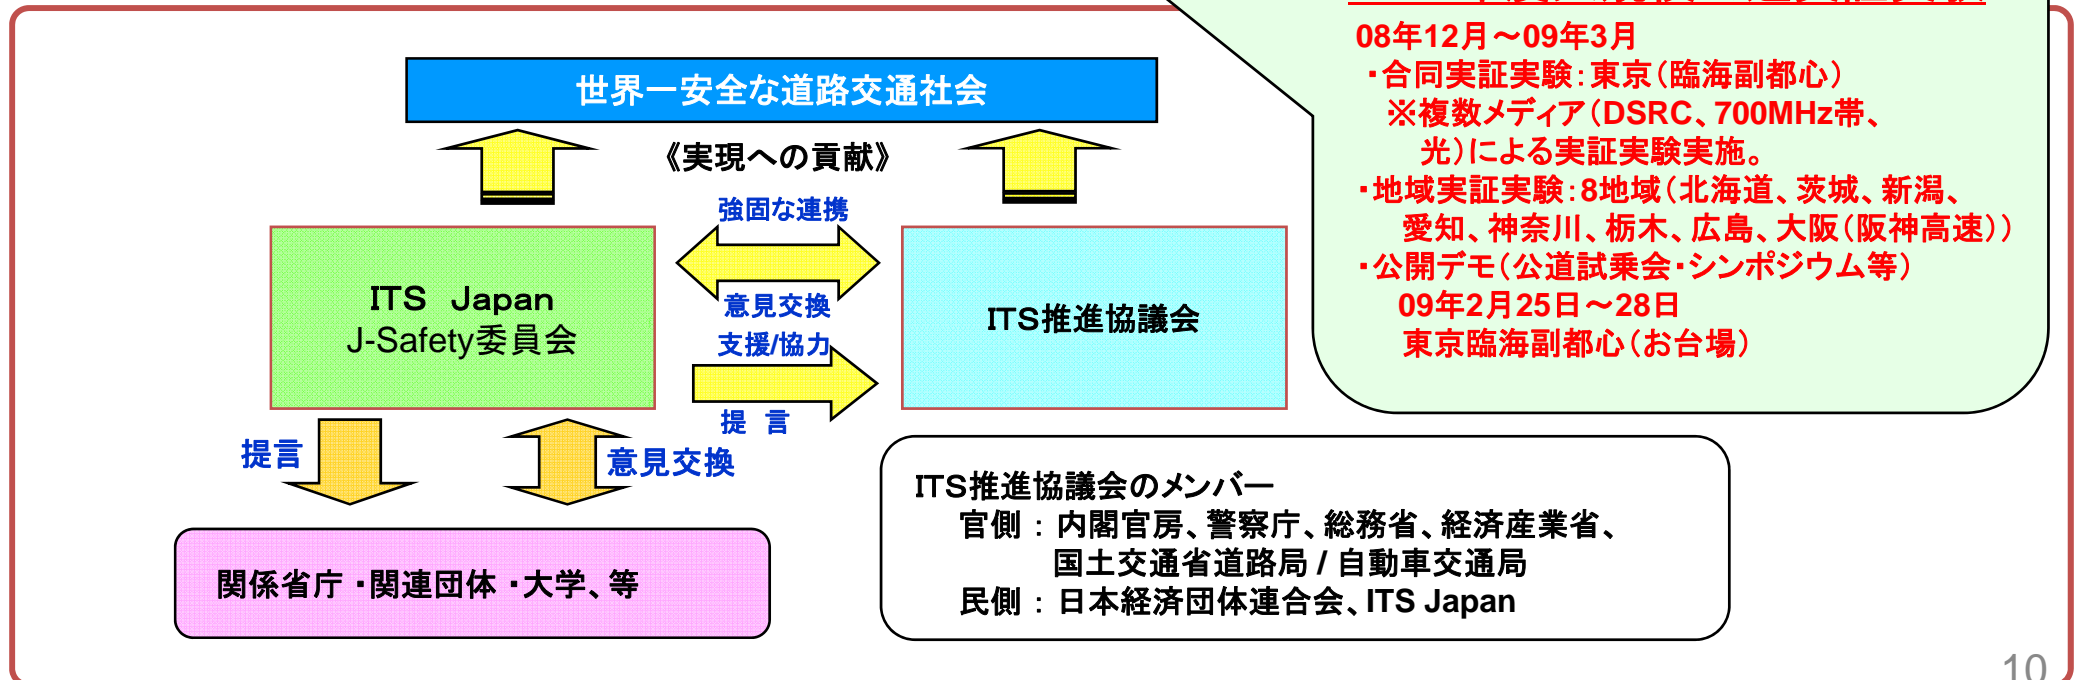 08年12月～09年3月
・合同実証実験：東京（臨海副都心）
※複数メディア（DSRC、700MHz帯、
光）による実証実験実施。
・地域実証実験：8地域（北海道、茨城、新潟、
愛知、神奈川、栃木、広島、大阪（阪神高速））
・公開デモ（公道試乗会・シンポジウム等）
09年2月25日～28日
東京臨海副都心（お台場）
世界一安全な道路交通社会
《実現への貢献》
強固な連携
意見交換
支援/協力
提　言
ITS　Japan
J-Safety委員会
ITS推進協議会
提言
意見交換
関係省庁 ・関連団体 ・大学、等
ITS推進協議会のメンバー
官側 ： 内閣官房、警察庁、総務省、経済産業省、
国土交通省道路局 / 自動車交通局
民側 ： 日本経済団体連合会、ITS Japan
10